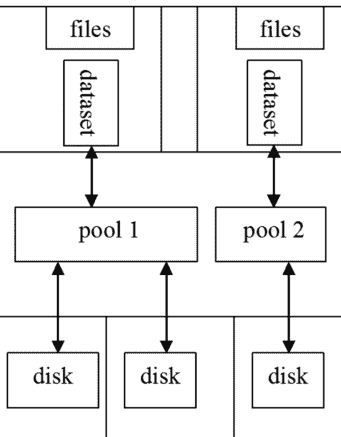 files
files
dataset
dataset
pool 1
pool 2
disk
disk
disk